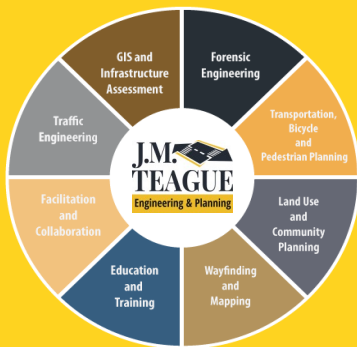 GIS and
Infrastructure
Assessment
Forensic
Engineering
Transportation,
Bicycle
and
Pedestrian Planning
Land Use
and
Community
Planning
Wayfinding
and
Mapping
Education
and
Training
Facilitation
and
Collaboration
Traffic
Engineering
J.M.
TEAGUE
Engineering & Planning